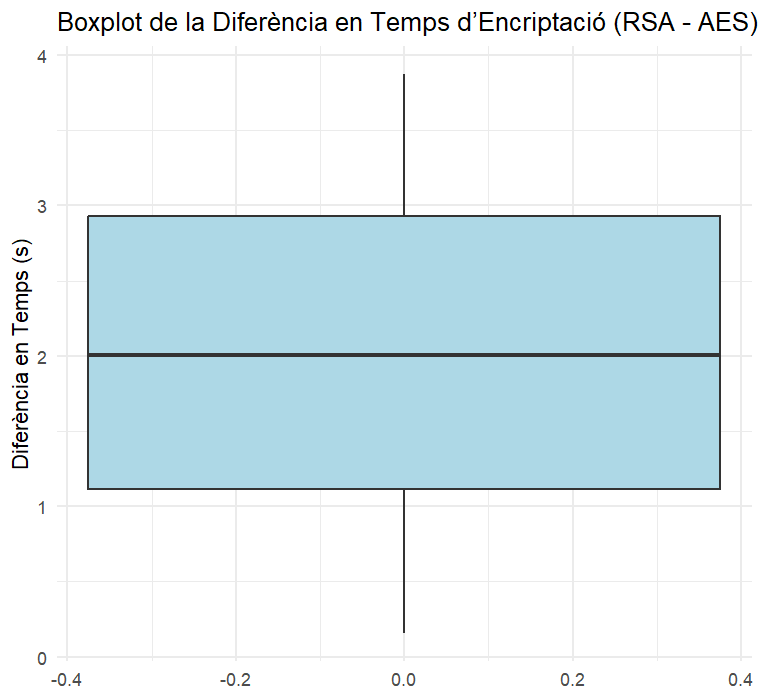 Boxplot de la Diferència en Temps d’Encriptació (RSA - AES)
Diferència en Temps (s)
4
3
2
1
0
-0.4 -0.2 0.0 0.2 0.4